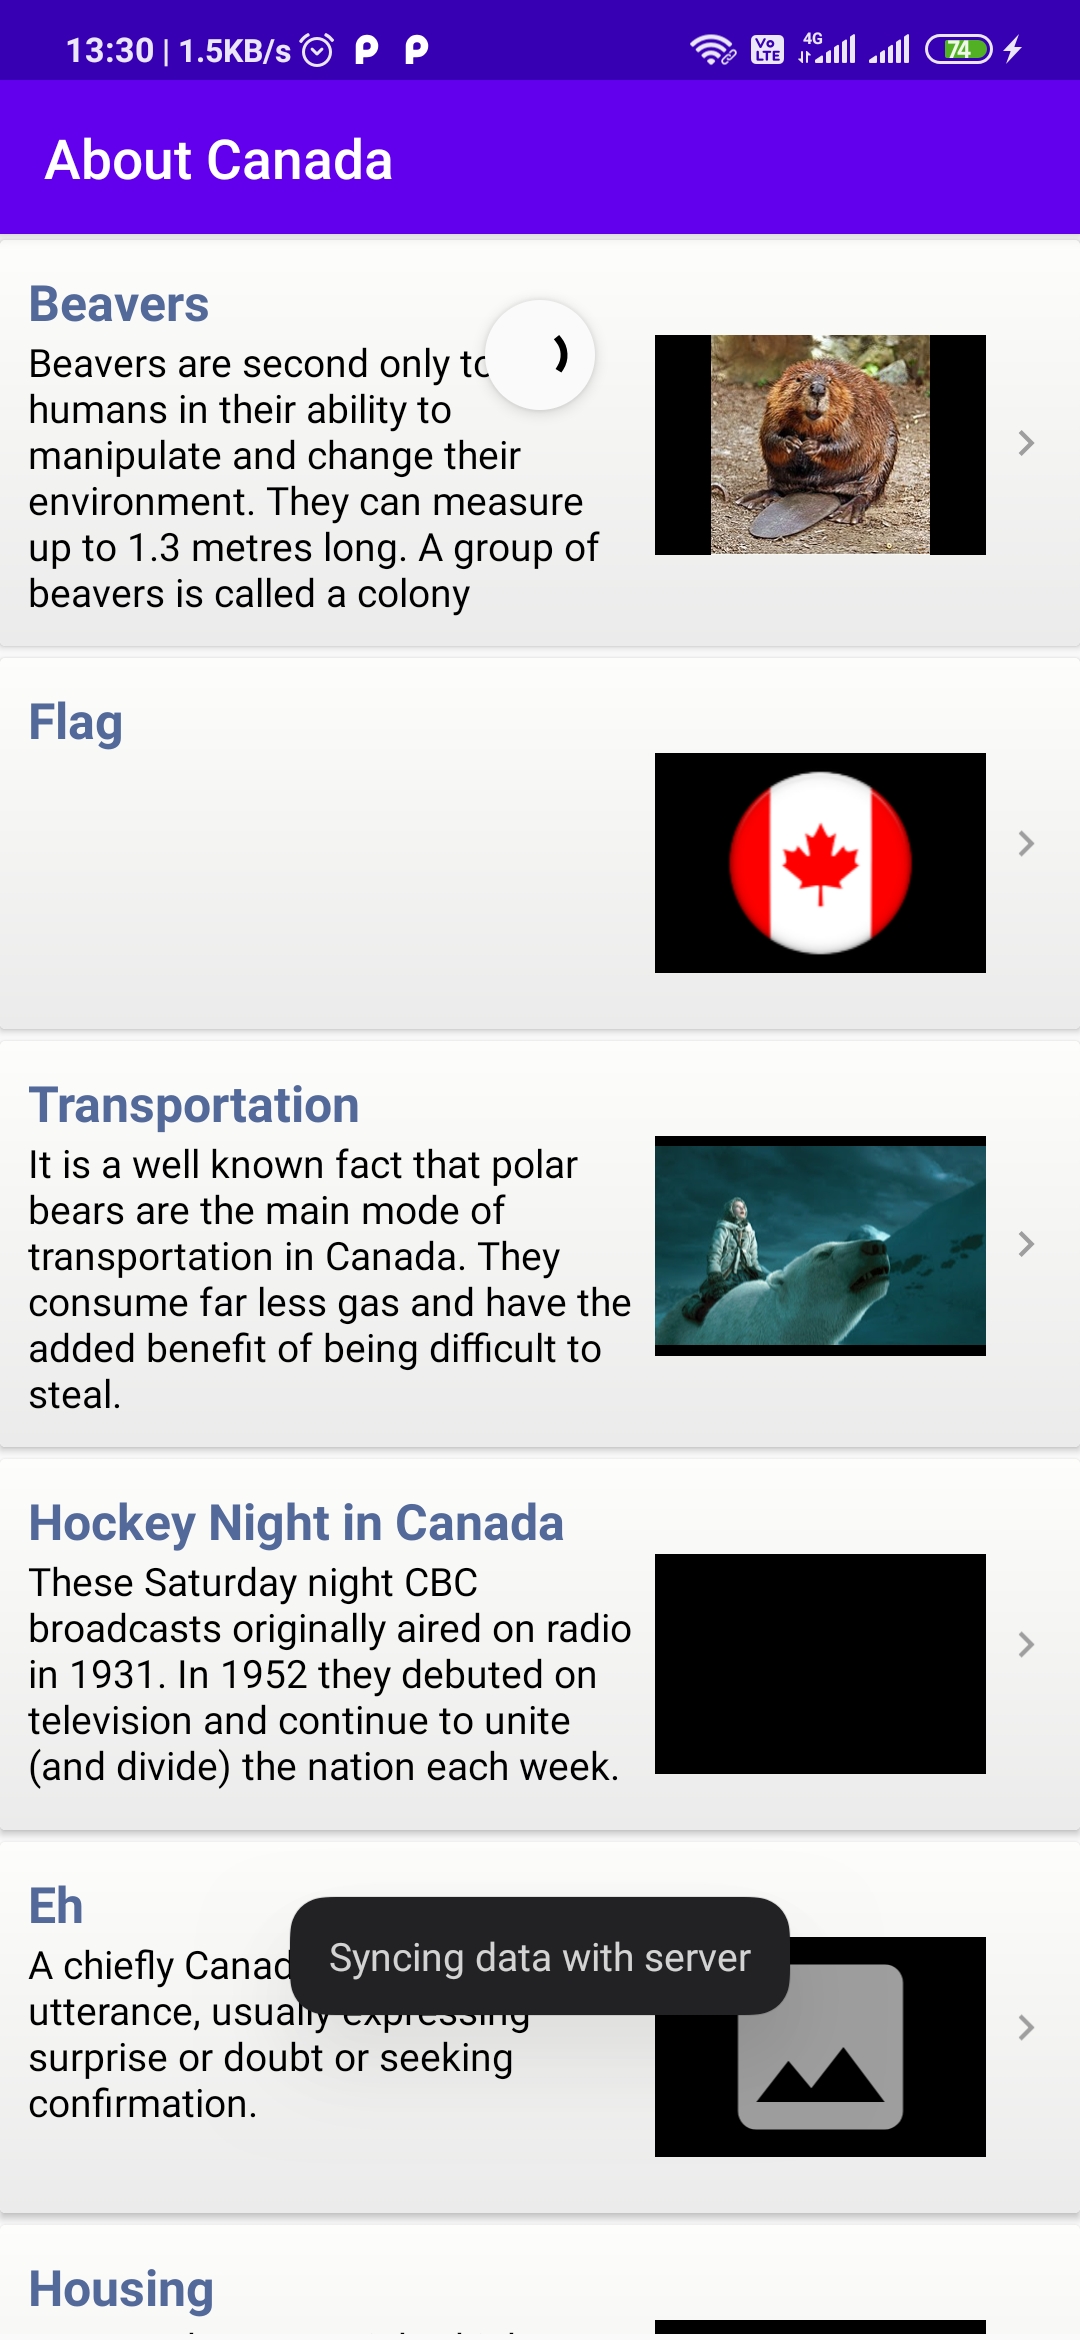 13:30 | 1.5KB/s
Vo LTE 4G 74
About Canada
Beavers
Beavers are second only to
humans in their ability to
manipulate and change their
environment. They can measure
up to 1.3 metres long. A group of
beavers is called a colony
Flag
Transportation
It is a well known fact that polar
bears are the main mode of
transportation in Canada. They
consume far less gas and have the
added benefit of being difficult to
steal.
Hockey Night in Canada
These Saturday night CBC
broadcasts originally aired on radio
in 1931. In 1952 they debuted on
television and continue to unite
(and divide) the nation each week.
Eh
A chiefly Canad
Syncing data with server
utterance, usually expressing
surprise or doubt or seeking
confirmation.
Housing